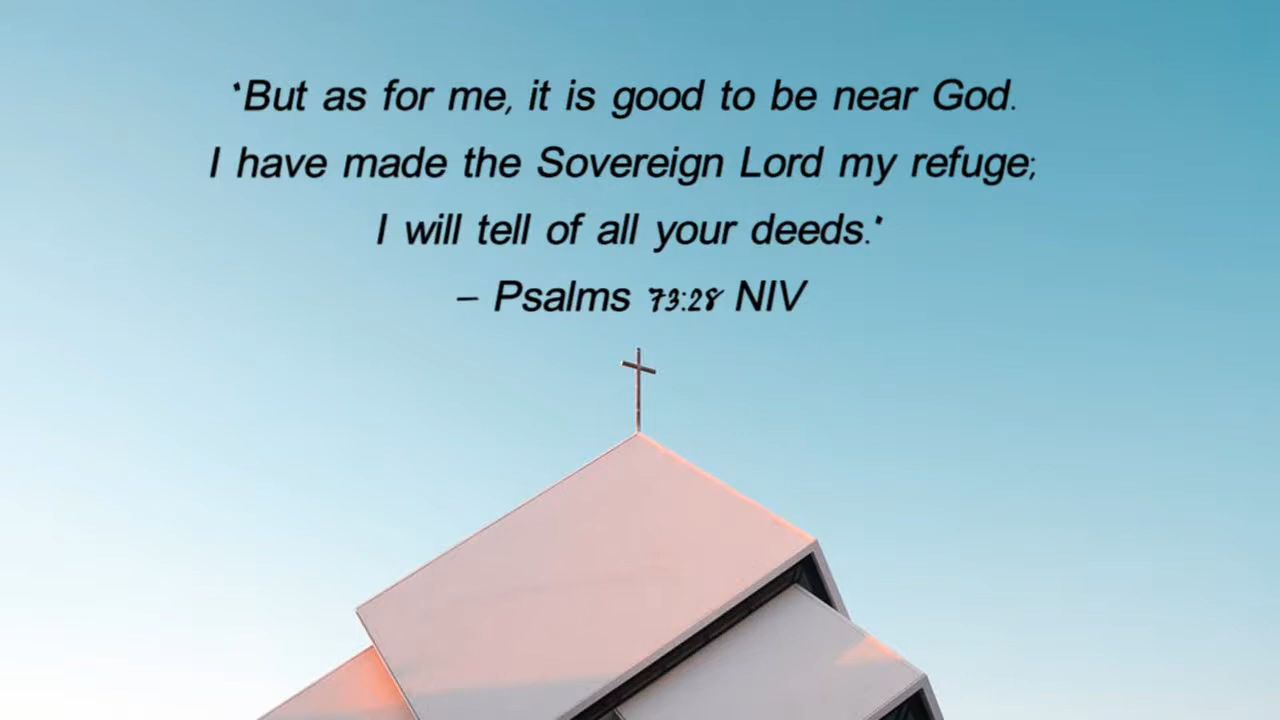 "But as for me, it is good to be near God.
I have made the Sovereign Lord my refuge;
I will tell of all your deeds."
– Psalms 73:28 NIV